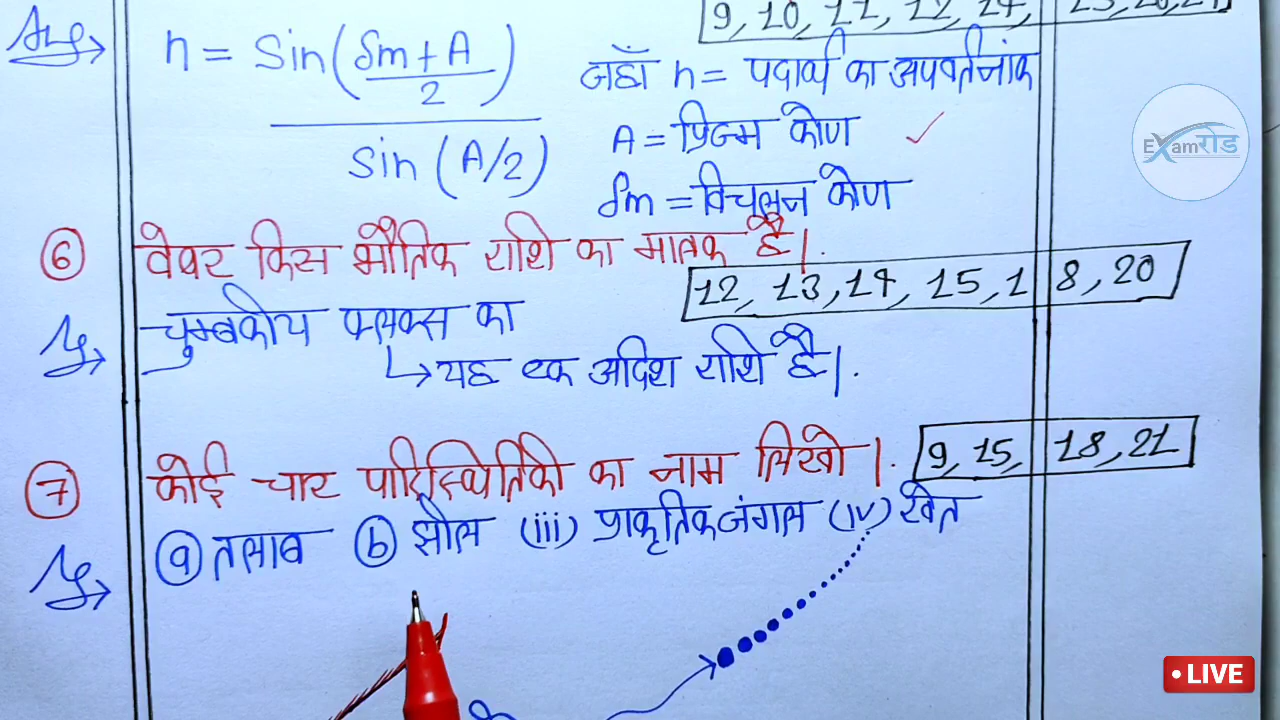 9, 10, 11, 12, 14,
Ans
n = Sin(δm + A / 2) / sin (A/2)
जहाँ n = पदार्थ का अपवर्तनांक
A = प्रिज्म कोण ✓
δm = विचलन कोण
Examरोड
⑥ वेबर किस भौतिक राशि का मात्रक है।
12, 13, 14, 15, 18, 20
चुम्बकीय फ्लक्स का
→ यह एक अदिश राशि है।
⑦ कोई चार पारिस्थितिकी का नाम लिखो।
9, 15, 18, 21
ⓐ तलाब ⓑ झील (iii) प्राकृतिक जंगल (iv) खेत
• LIVE